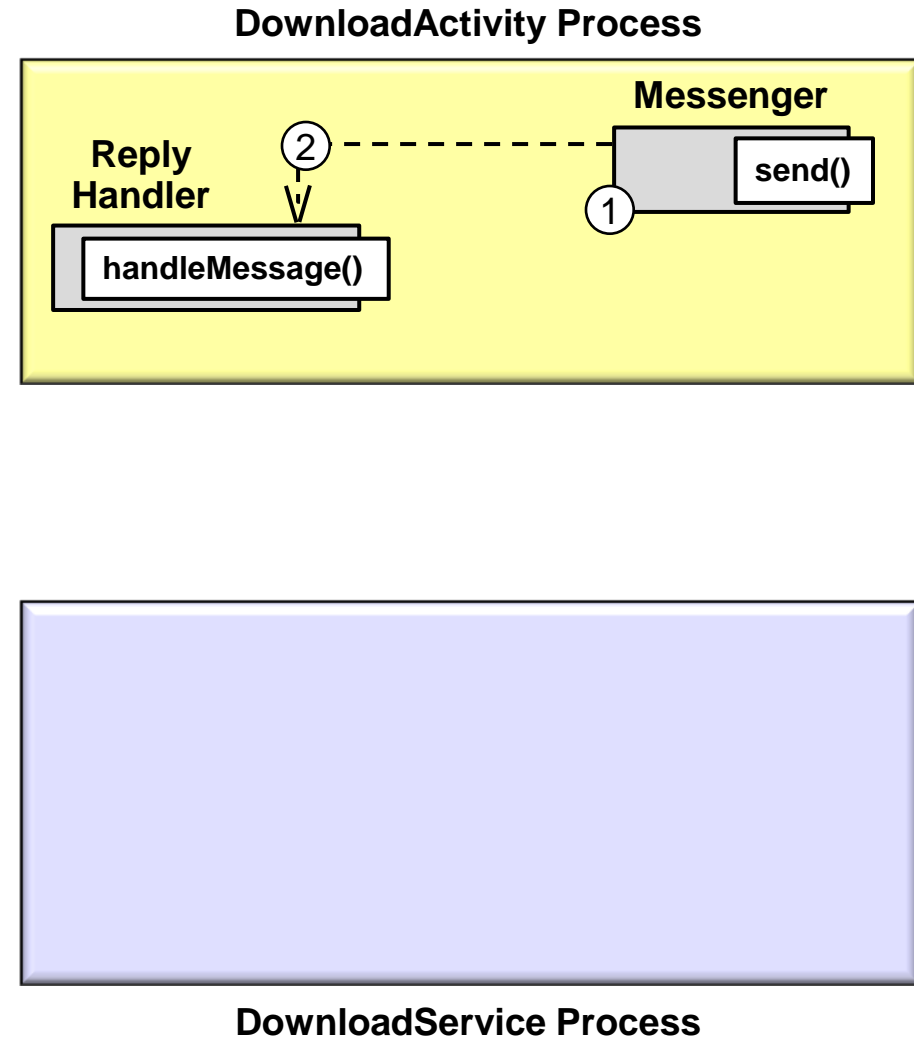 DownloadActivity Process
Messenger
send()
1
2
Reply
Handler
handleMessage()
DownloadService Process